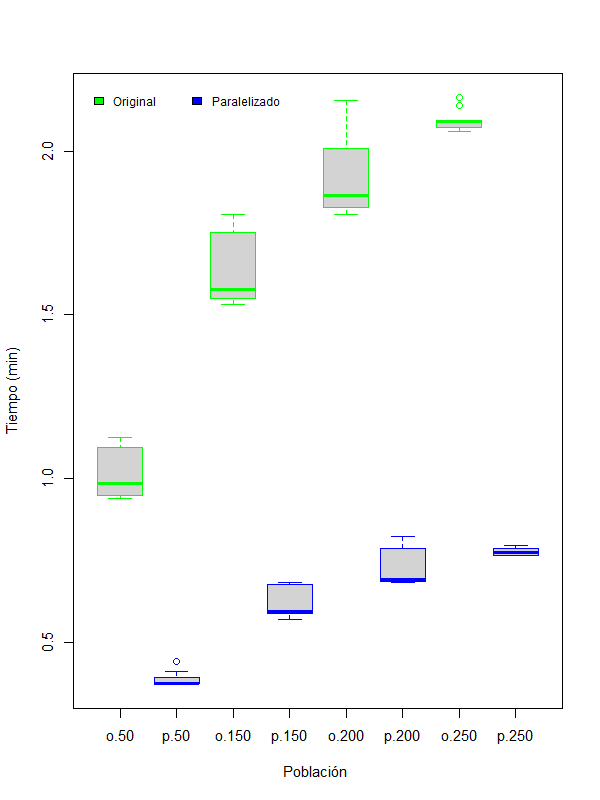 Original Paralelizado
Tiempo (min)
2.0
1.5
1.0
0.5
o.50 p.50 o.150 p.150 o.200 p.200 o.250 p.250
Población